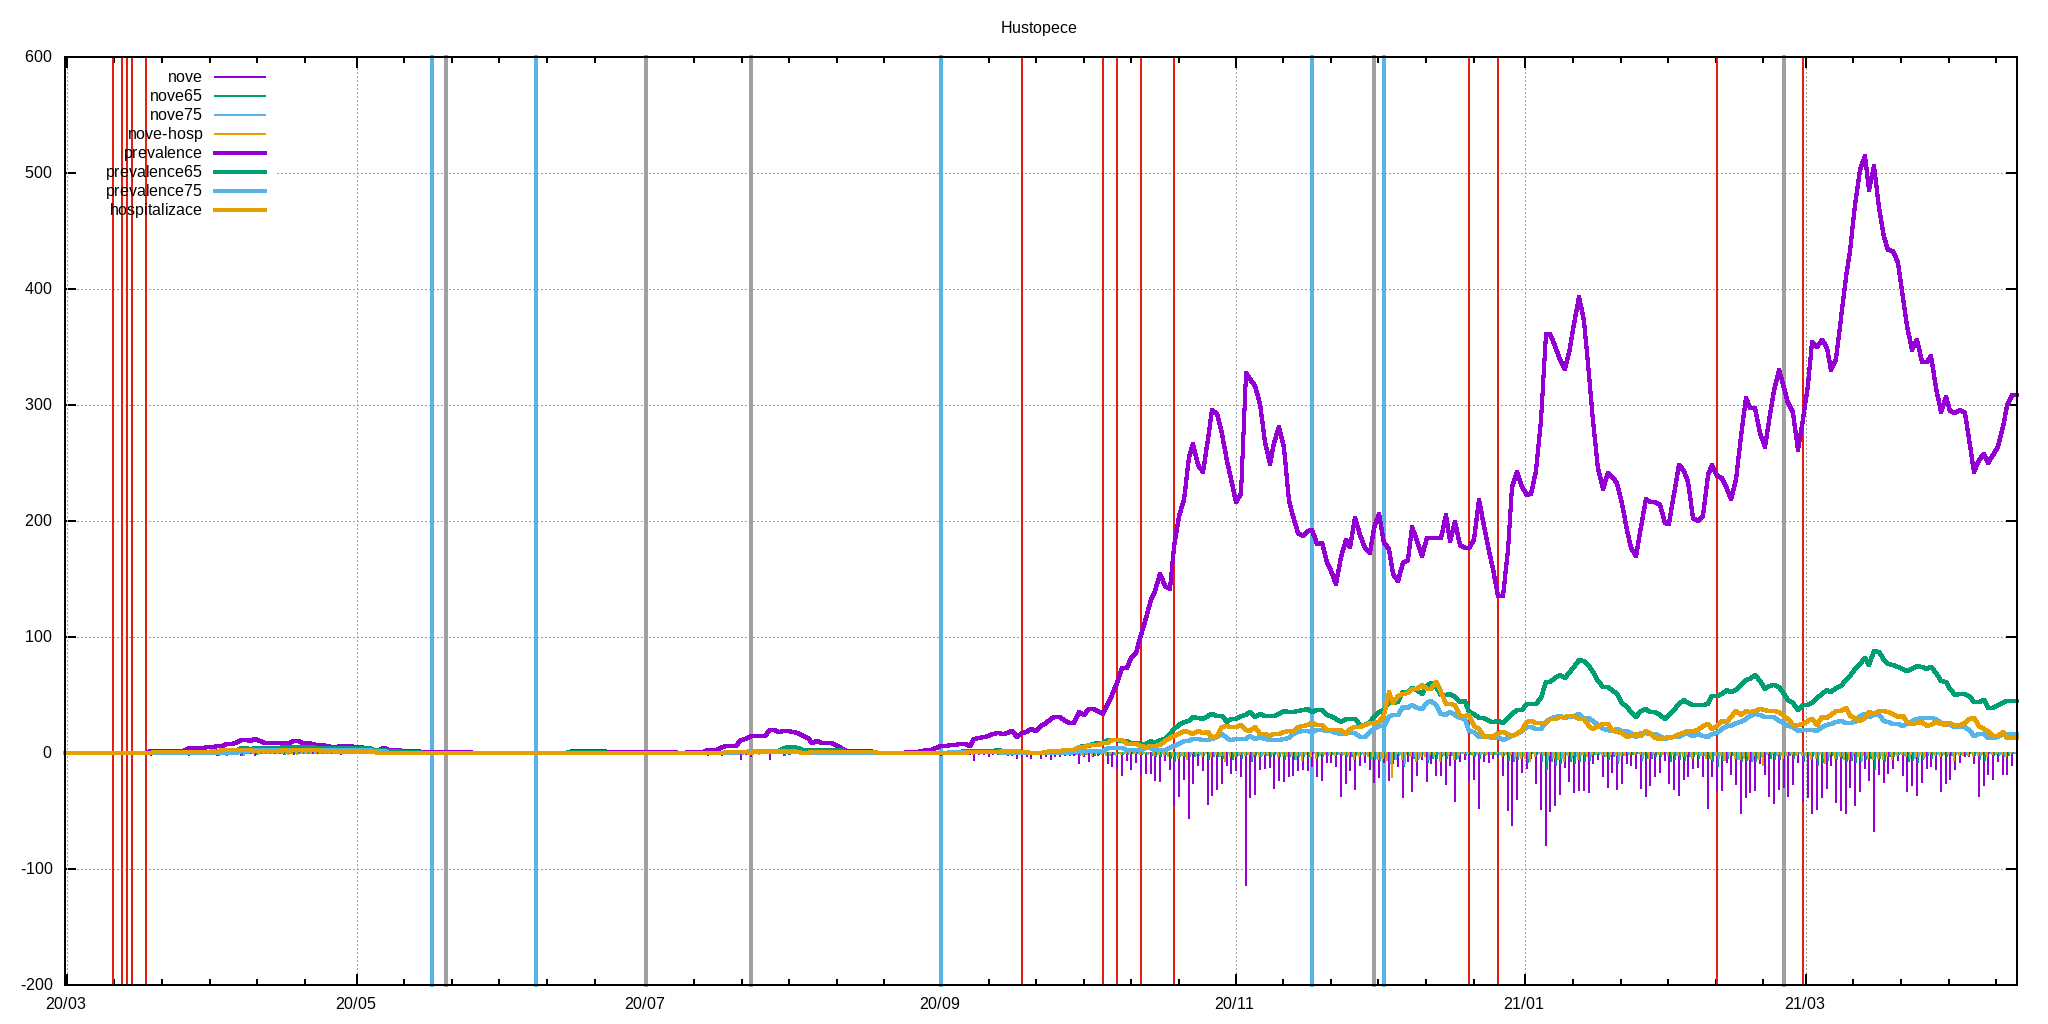 Hustopece
600
500
400
300
200
100
0
-100
-200
nove
nove65
nove75
nove-hosp
prevalence
prevalence65
prevalence75
hospitalizace
20/03 20/05 20/07 20/09 20/11 21/01 21/03